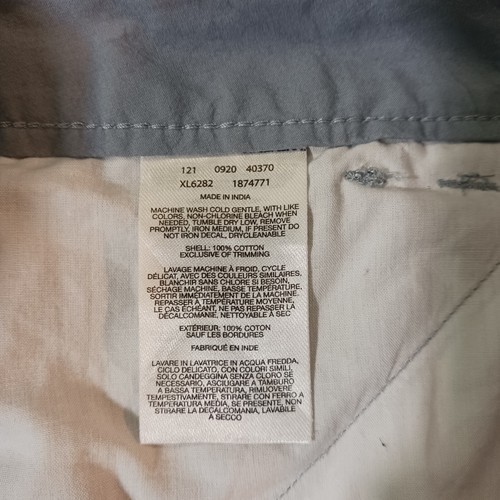 121 0920 40370
XL6282 1874771
MADE IN INDIA
MACHINE WASH COLD GENTLE, WITH LIKE
COLORS, NON-CHLORINE BLEACH WHEN
NEEDED, TUMBLE DRY LOW, REMOVE
PROMPTLY, IRON MEDIUM, IF PRESENT DO
NOT IRON DECAL, DRYCLEANABLE
SHELL: 100% COTTON
EXCLUSIVE OF TRIMMING
LAVAGE MACHINE À FROID, CYCLE
DÉLICAT, AVEC DES COULEURS SIMILAIRES,
BLANCHIR SANS CHLORE SI BESOIN,
SÉCHAGE MACHINE, BASSE TEMPÉRATURE,
SORTIR IMMÉDIATEMENT DE LA MACHINE,
REPASSER À TEMPÉRATURE MOYENNE,
LE CAS ÉCHÉANT, NE PAS REPASSER LA
DÉCALCOMANIE, NETTOYABLE À SEC
EXTÉRIEUR: 100% COTON
SAUF LES BORDURES
FABRIQUÉ EN INDE
LAVARE IN LAVATRICE IN ACQUA FREDDA,
CICLO DELICATO, CON COLORI SIMILI,
SOLO CANDEGGINA SENZA CLORO SE
NECESSARIO, ASCIUGARE A TAMBURO
A BASSA TEMPERATURA, RIMUOVERE
TEMPESTIVAMENTE, STIRARE CON FERRO A
TEMPERATURA MEDIA, SE PRESENTE, NON
STIRARE LA DECALCOMANIA, LAVABILE
A SECCO